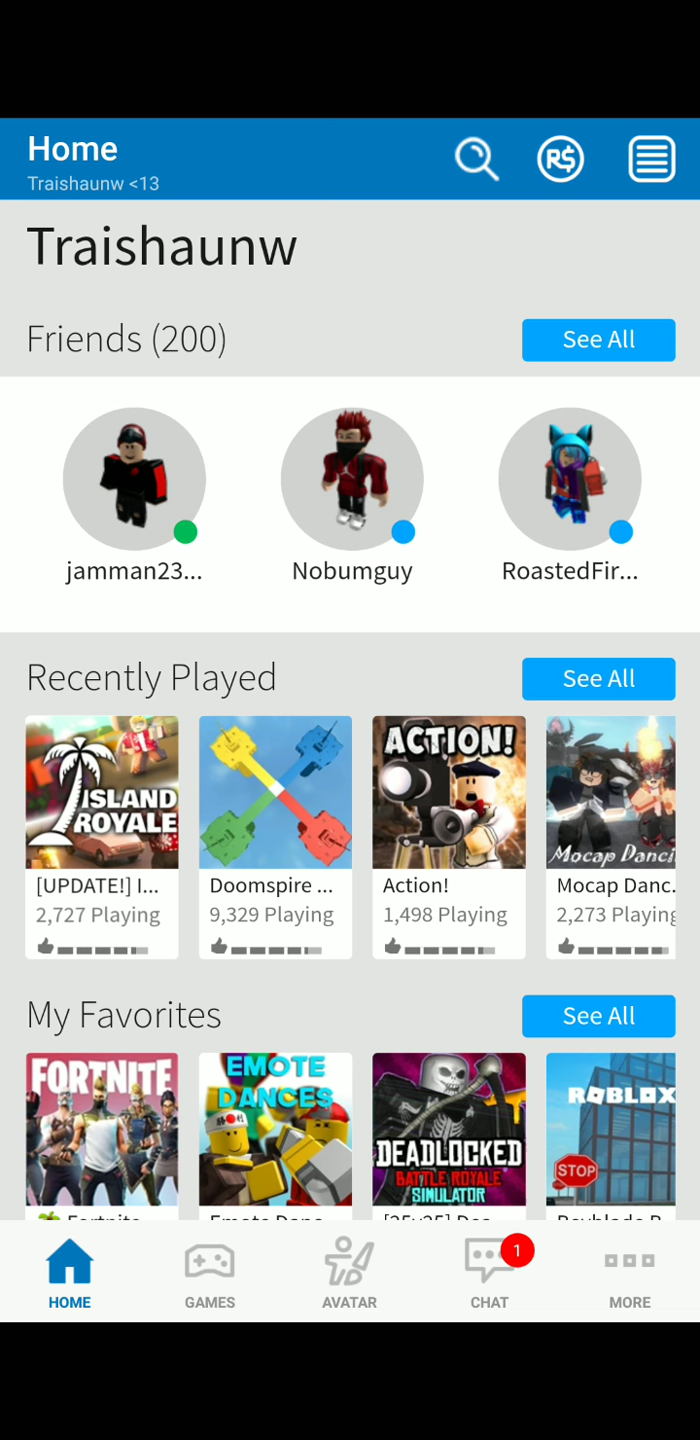 Home
Traishaunw <13
R$
Traishaunw
Friends (200)
See All
jamman23...
Nobumguy
RoastedFir...
Recently Played
See All
ISLAND
ROYALE
ACTION!
Mocap Danci
[UPDATE!] I...
Doomspire ...
Action!
Mocap Danc.
2,727 Playing
9,329 Playing
1,498 Playing
2,273 Playing
My Favorites
See All
FORTNITE
EMOTE
DANCES
DEADLOCKED
BATTLE ROYALE
SIMULATOR
ROBLOX
STOP
HOME
GAMES
AVATAR
1
CHAT
MORE